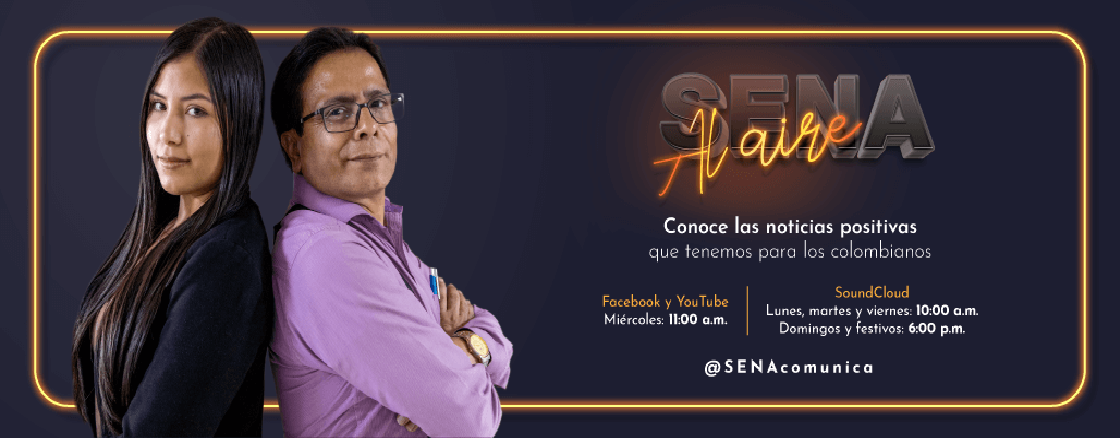 SENA
Al aire
Conoce las noticias positivas
que tenemos para los colombianos
Facebook y YouTube
Miércoles: 11:00 a.m.
SoundCloud
Lunes, martes y viernes: 10:00 a.m.
Domingos y festivos: 6:00 p.m.
@SENAcomunica